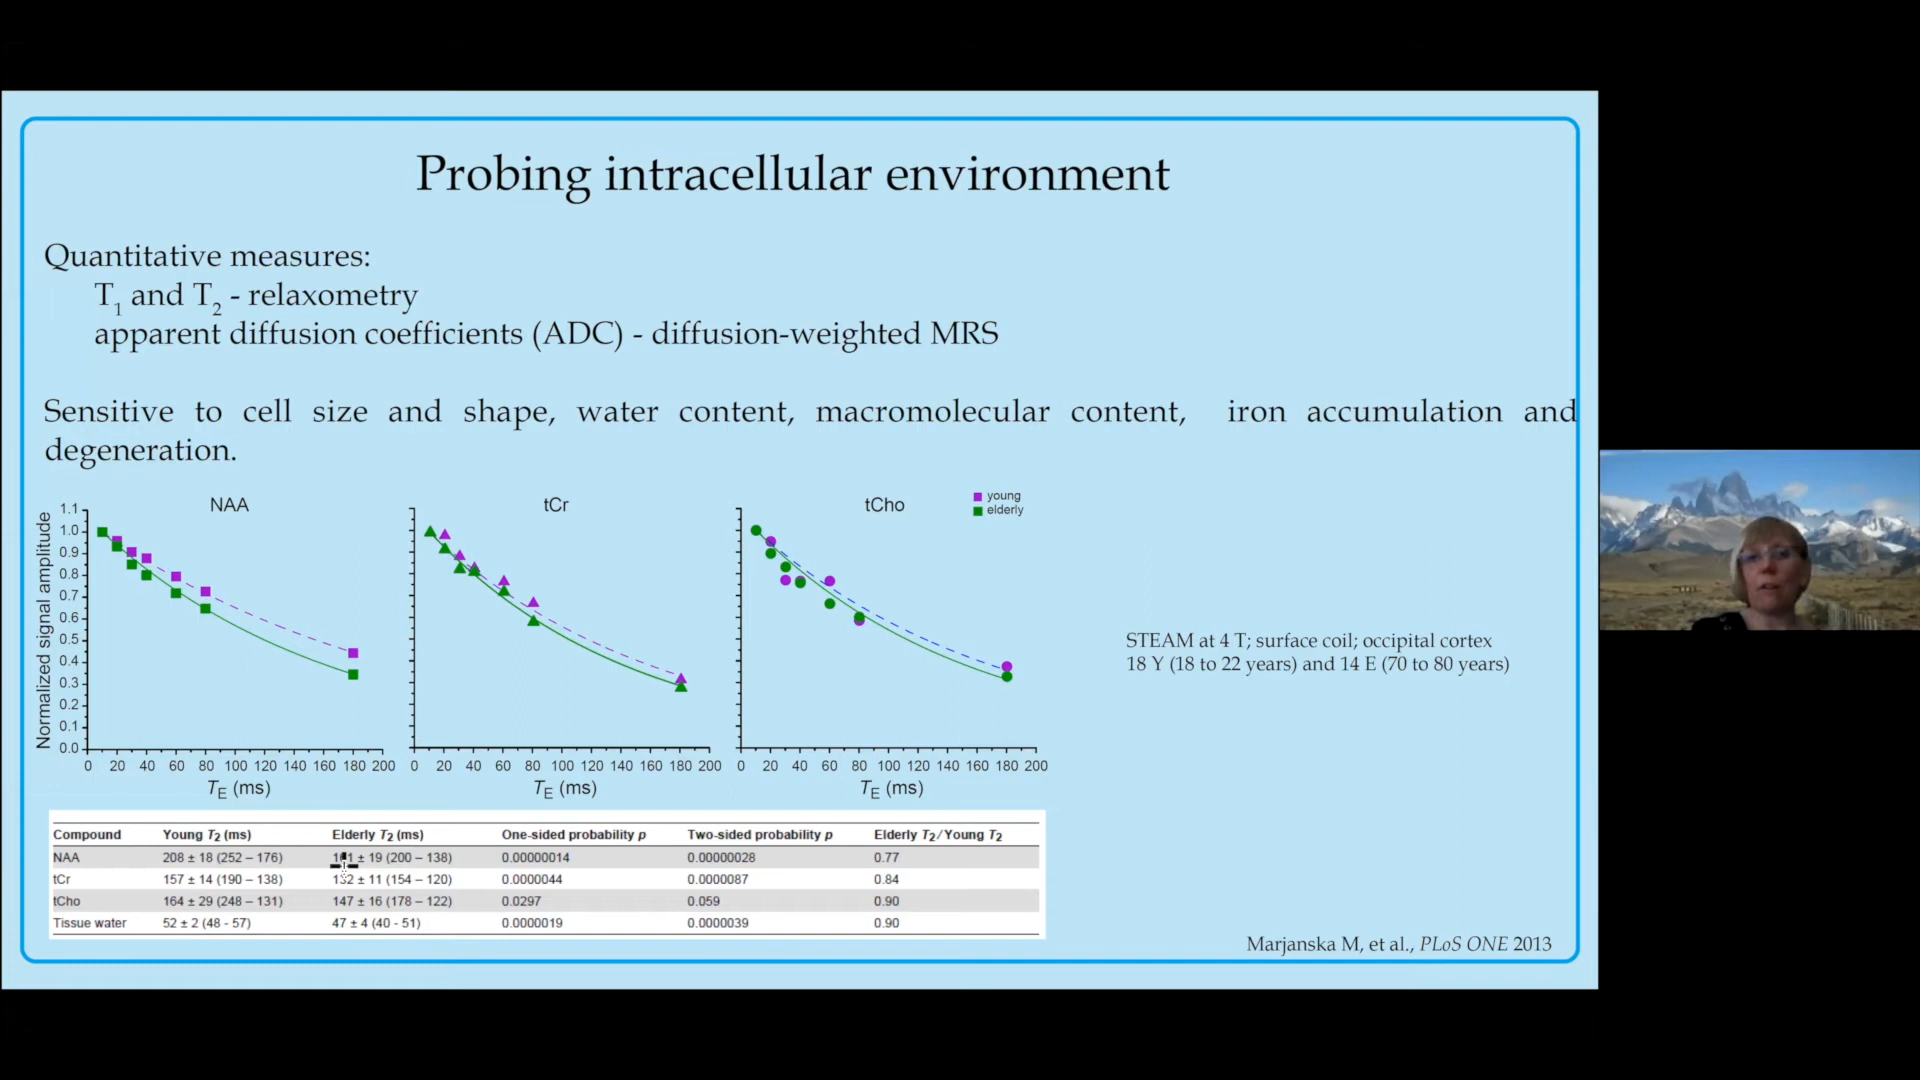 Probing intracellular environment
Quantitative measures:
T1 and T2 - relaxometry
apparent diffusion coefficients (ADC) - diffusion-weighted MRS
Sensitive to cell size and shape, water content, macromolecular content, iron accumulation and
degeneration.
NAA
tCr
tCho
young
elderly
Normalized signal amplitude
1.1
1.0
0.9
0.8
0.7
0.6
0.5
0.4
0.3
0.2
0.1
0.0
0 20 40 60 80 100 120 140 160 180 200
0 20 40 60 80 100 120 140 160 180 200
0 20 40 60 80 100 120 140 160 180 200
TE (ms)
TE (ms)
TE (ms)
STEAM at 4 T; surface coil; occipital cortex
18 Y (18 to 22 years) and 14 E (70 to 80 years)
Compound Young T2 (ms) Elderly T2 (ms) One-sided probability p Two-sided probability p Elderly T2/Young T2
NAA 208 ± 18 (252 – 176) ± 19 (200 – 138) 0.00000014 0.00000028 0.77
tCr 157 ± 14 (190 – 138) 132 ± 11 (154 – 120) 0.0000044 0.0000087 0.84
tCho 164 ± 29 (248 – 131) 147 ± 16 (178 – 122) 0.0297 0.059 0.90
Tissue water 52 ± 2 (48 - 57) 47 ± 4 (40 - 51) 0.0000019 0.0000039 0.90
Marjanska M, et al., PLoS ONE 2013